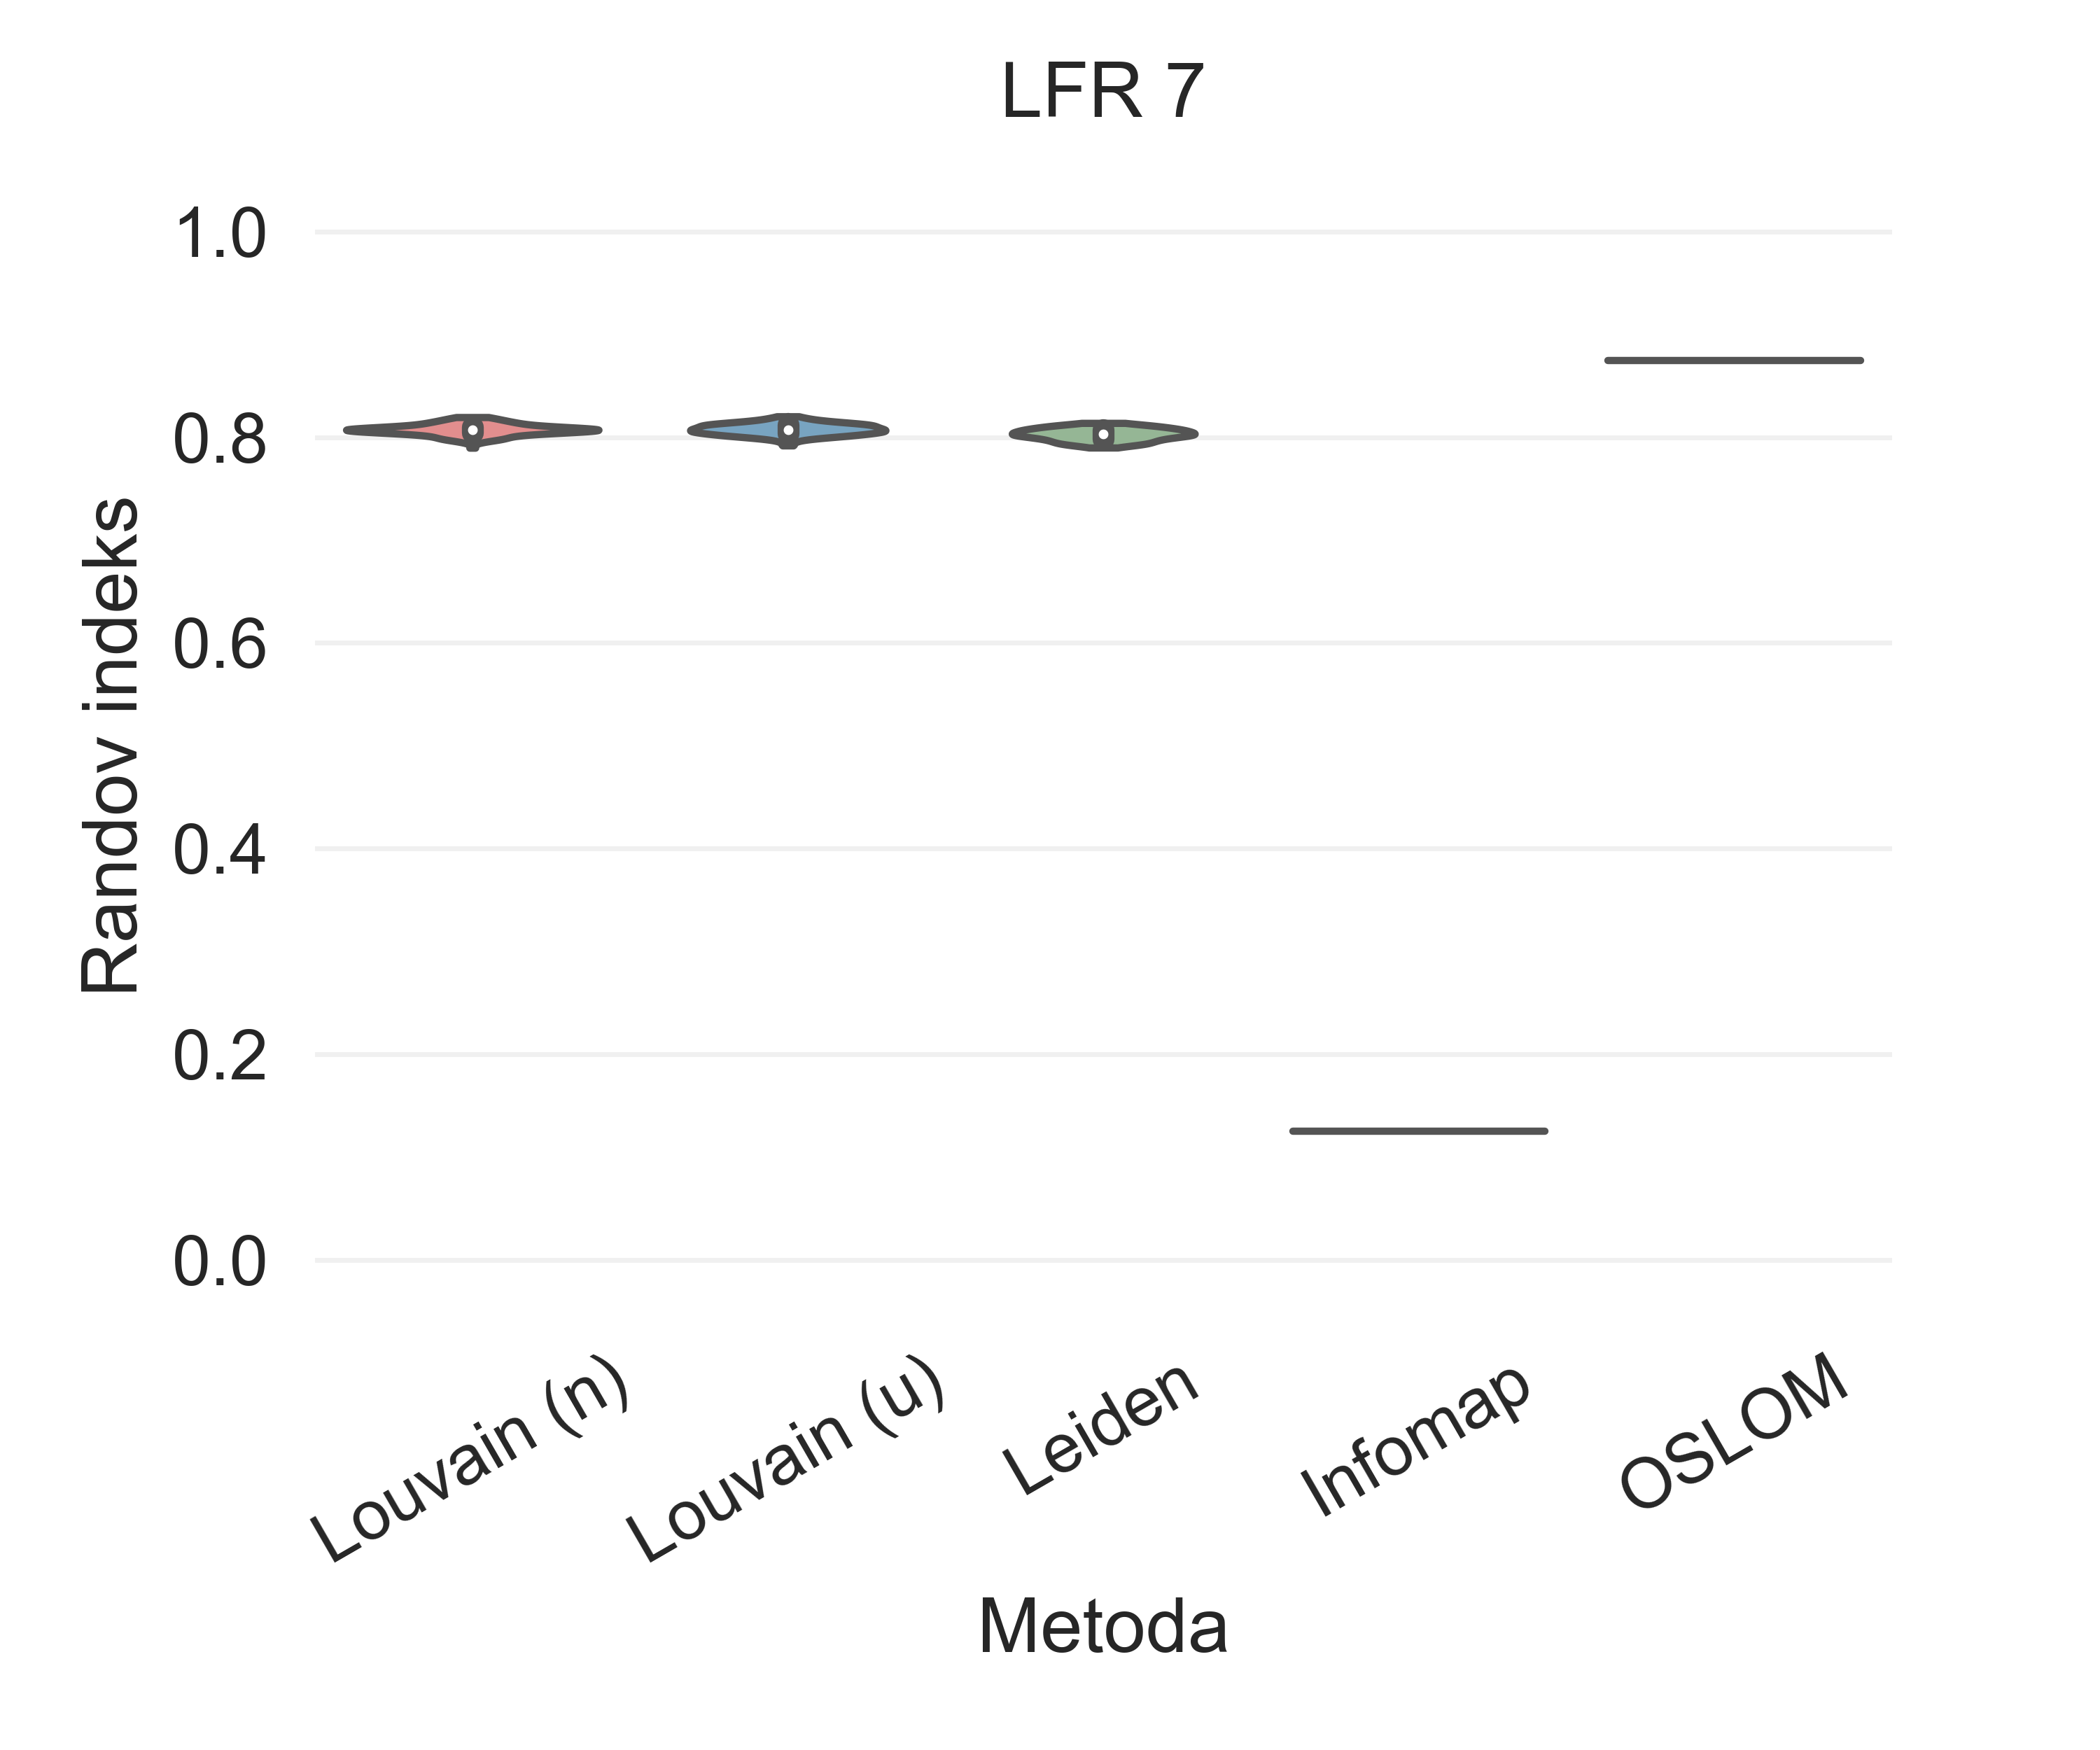 LFR 7
1.0
0.8
0.6
0.4
0.2
0.0
Randov indeks
Louvain (n)
Louvain (u)
Leiden
Infomap
OSLOM
Metoda